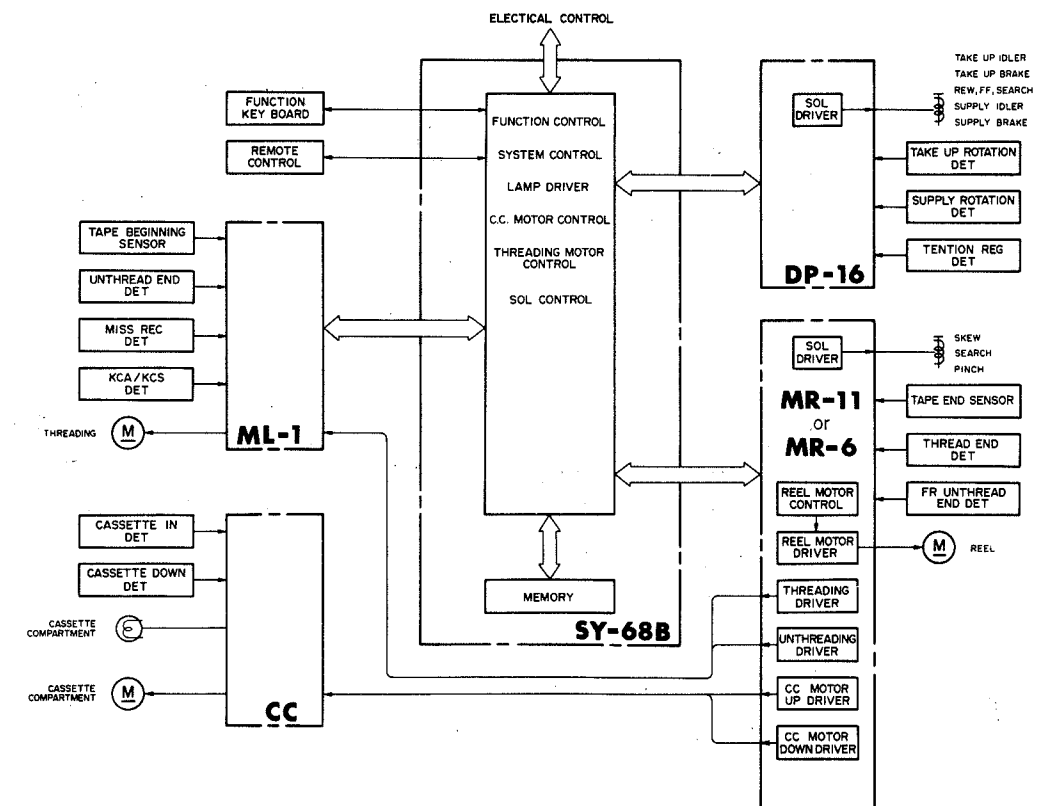 ELECTICAL CONTROL
FUNCTION
KEY BOARD
REMOTE
CONTROL
FUNCTION CONTROL
SYSTEM CONTROL
LAMP DRIVER
C.C. MOTOR CONTROL
THREADING MOTOR
CONTROL
SOL CONTROL
MEMORY
SY-68B
TAPE BEGINNING
SENSOR
UNTHREAD END
DET
MISS REC
DET
KCA/KCS
DET
THREADING
M
ML-1
CASSETTE IN
DET
CASSETTE DOWN
DET
CASSETTE
COMPARTMENT
CASSETTE
COMPARTMENT
M
CC
SOL
DRIVER
TAKE UP IDLER
TAKE UP BRAKE
REW, FF, SEARCH
SUPPLY IDLER
SUPPLY BRAKE
TAKE UP ROTATION
DET
SUPPLY ROTATION
DET
TENTION REG
DET
DP-16
SOL
DRIVER
SKEW
SEARCH
PINCH
MR-11
or
MR-6
TAPE END SENSOR
THREAD END
DET
FR UNTHREAD
END DET
REEL MOTOR
CONTROL
REEL MOTOR
DRIVER
M
REEL
THREADING
DRIVER
UNTHREADING
DRIVER
CC MOTOR
UP DRIVER
CC MOTOR
DOWN DRIVER